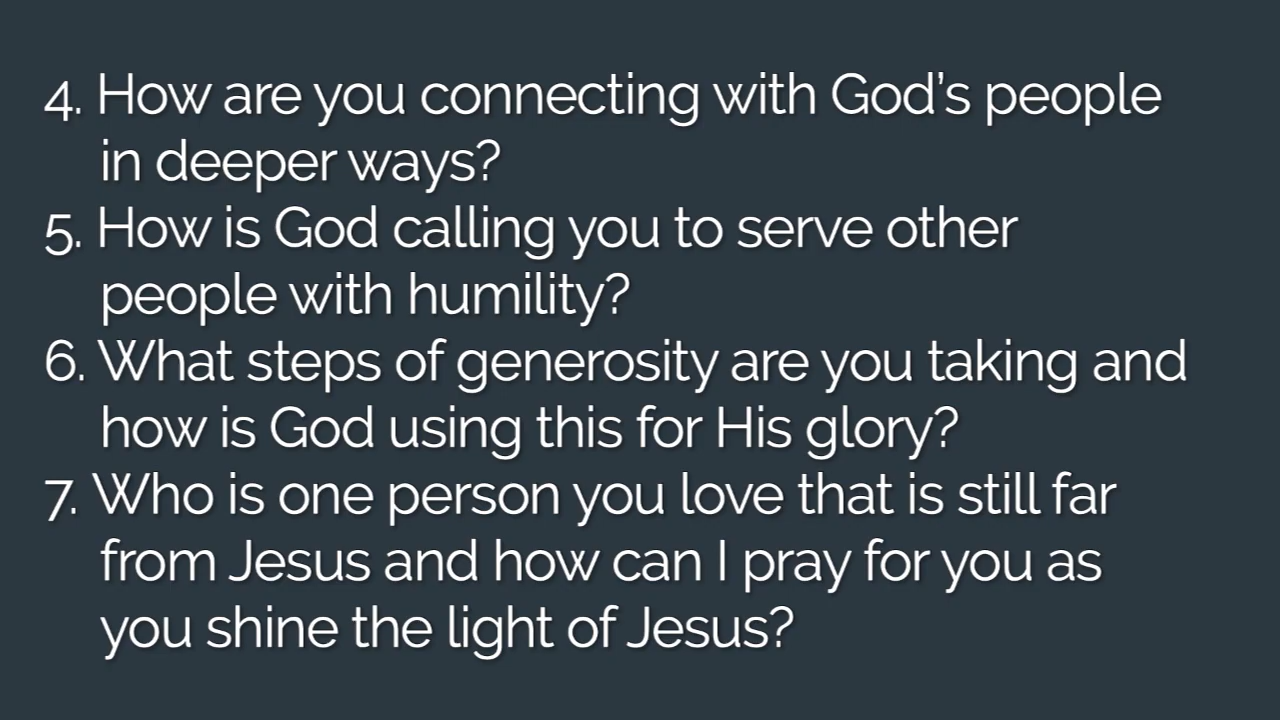 4. How are you connecting with God’s people
in deeper ways?
5. How is God calling you to serve other
people with humility?
6. What steps of generosity are you taking and
how is God using this for His glory?
7. Who is one person you love that is still far
from Jesus and how can I pray for you as
you shine the light of Jesus?